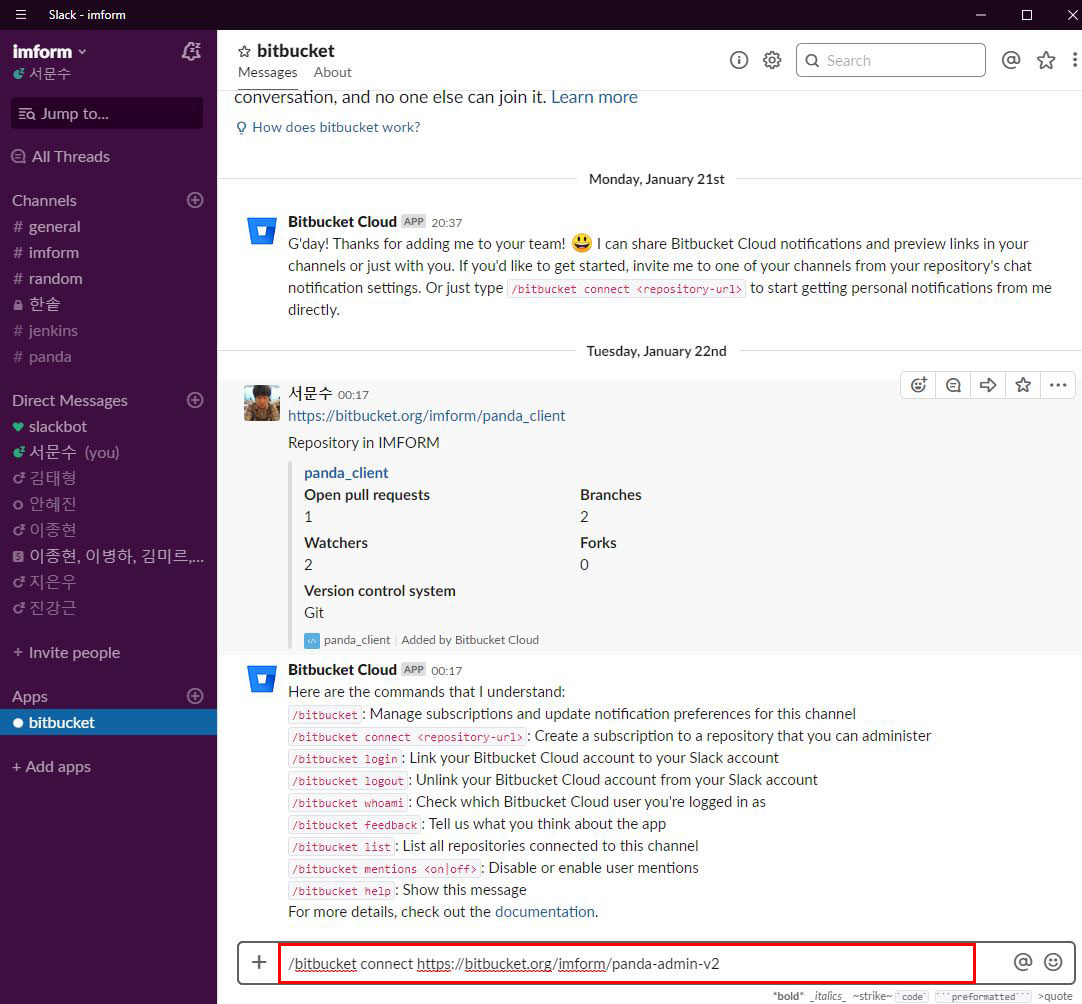 Slack - imform
imform
서문수
Jump to...
All Threads
Channels
# general
# imform
# random
한솥
# jenkins
# panda
Direct Messages
slackbot
서문수 (you)
김태형
안혜진
이종현
이종현, 이병하, 김미르,...
지은우
진강근
+ Invite people
Apps
bitbucket
+ Add apps
bitbucket
Messages About
Search
conversation, and no one else can join it. Learn more
How does bitbucket work?
Monday, January 21st
Bitbucket Cloud APP 20:37
G'day! Thanks for adding me to your team! 😃 I can share Bitbucket Cloud notifications and preview links in your
channels or just with you. If you'd like to get started, invite me to one of your channels from your repository's chat
notification settings. Or just type /bitbucket connect <repository-url> to start getting personal notifications from me
directly.
Tuesday, January 22nd
서문수 00:17
https://bitbucket.org/imform/panda_client
Repository in IMFORM
panda_client
Open pull requests Branches
1 2
Watchers Forks
2 0
Version control system
Git
panda_client | Added by Bitbucket Cloud
Bitbucket Cloud APP 00:17
Here are the commands that I understand:
/bitbucket: Manage subscriptions and update notification preferences for this channel
/bitbucket connect <repository-url>: Create a subscription to a repository that you can administer
/bitbucket login: Link your Bitbucket Cloud account to your Slack account
/bitbucket logout: Unlink your Bitbucket Cloud account from your Slack account
/bitbucket whoami: Check which Bitbucket Cloud user you're logged in as
/bitbucket feedback: Tell us what you think about the app
/bitbucket list: List all repositories connected to this channel
/bitbucket mentions <on|off>: Disable or enable user mentions
/bitbucket help: Show this message
For more details, check out the documentation.
/bitbucket connect https://bitbucket.org/imform/panda-admin-v2
*bold* _italics_ ~strike~ `code` ```preformatted``` >quote